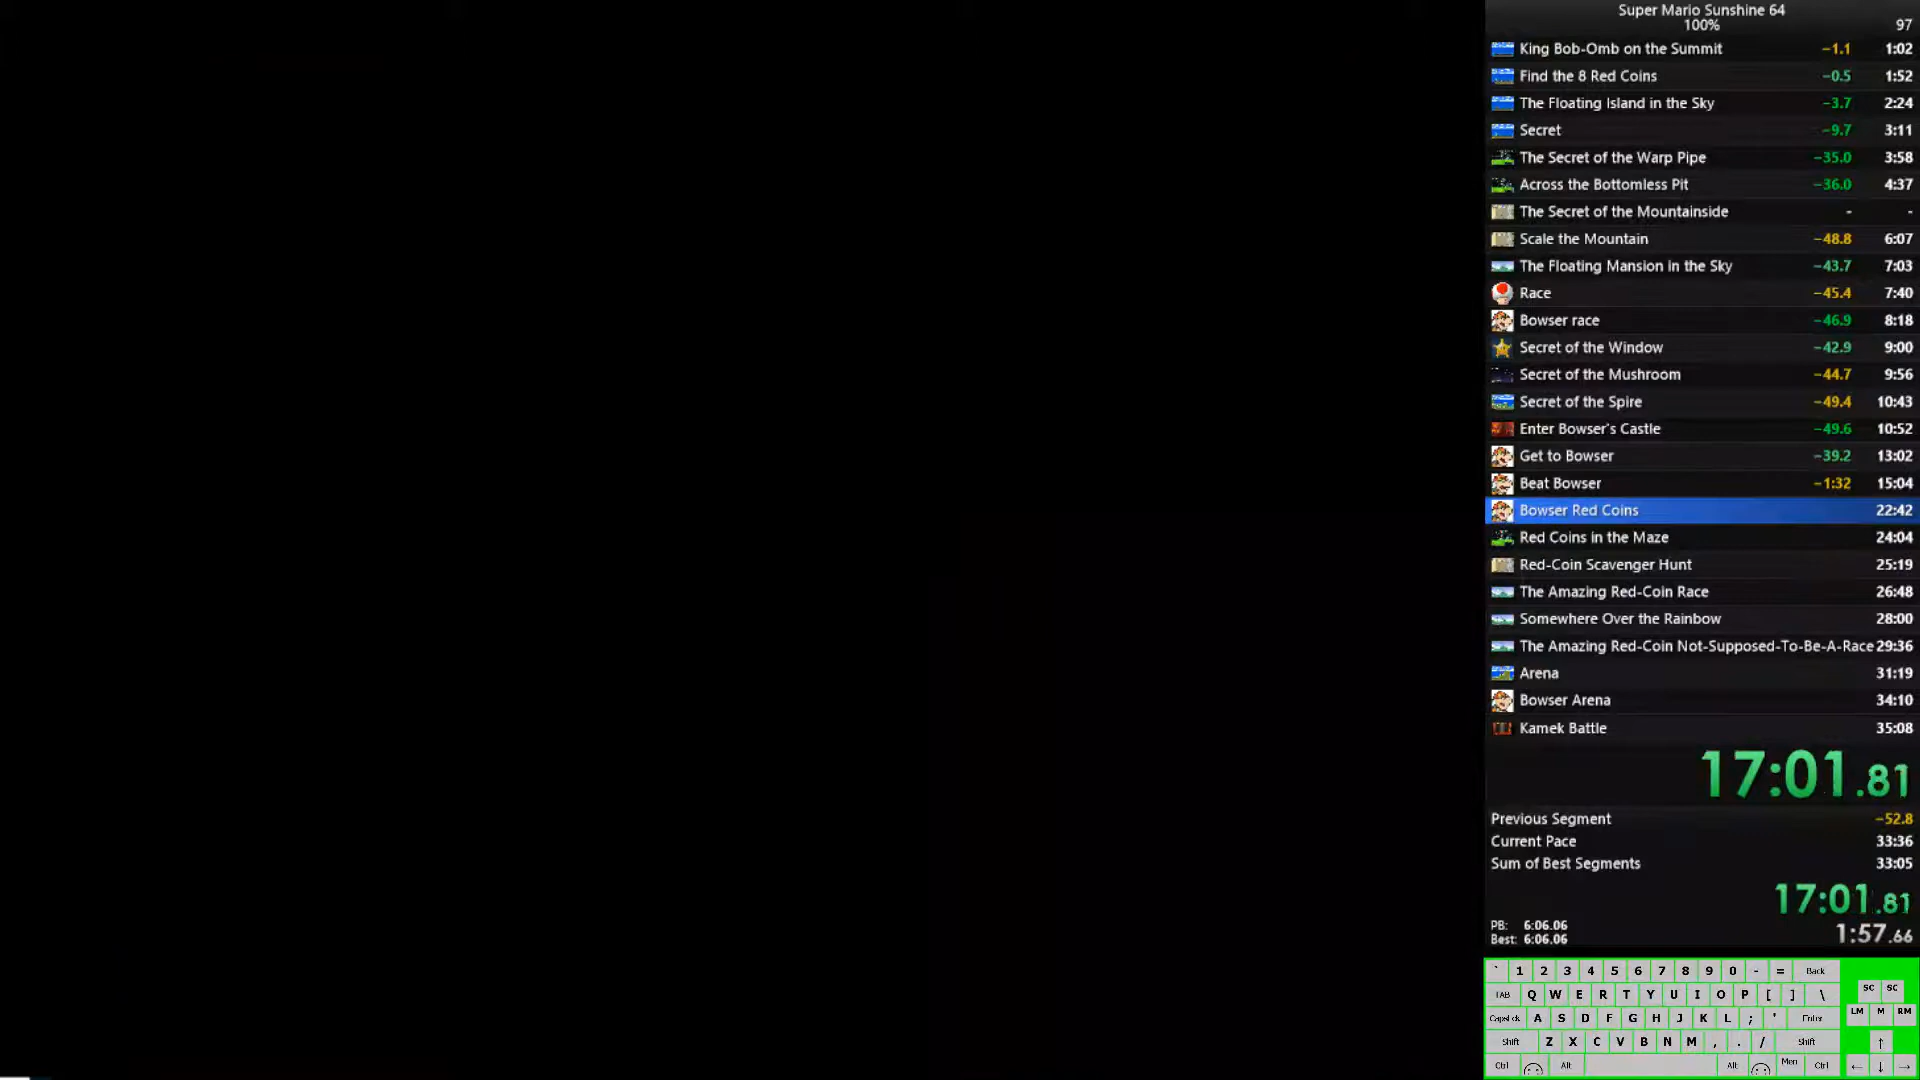 Super Mario Sunshine 64
100% 97
King Bob-Omb on the Summit −1.1 1:02
Find the 8 Red Coins −0.5 1:52
The Floating Island in the Sky −3.7 2:24
Secret −9.7 3:11
The Secret of the Warp Pipe −35.0 3:58
Across the Bottomless Pit −36.0 4:37
The Secret of the Mountainside - -
Scale the Mountain −48.8 6:07
The Floating Mansion in the Sky −43.7 7:03
Race −45.4 7:40
Bowser race −46.9 8:18
Secret of the Window −42.9 9:00
Secret of the Mushroom −44.7 9:56
Secret of the Spire −49.4 10:43
Enter Bowser's Castle −49.6 10:52
Get to Bowser −39.2 13:02
Beat Bowser −1:32 15:04
Bowser Red Coins 22:42
Red Coins in the Maze 24:04
Red-Coin Scavenger Hunt 25:19
The Amazing Red-Coin Race 26:48
Somewhere Over the Rainbow 28:00
The Amazing Red-Coin Not-Supposed-To-Be-A-Race 29:36
Arena 31:19
Bowser Arena 34:10
Kamek Battle 35:08
17:01.81
Previous Segment −52.8
Current Pace 33:36
Sum of Best Segments 33:05
17:01.81
PB: 6:06.06
Best: 6:06.06 1:57.66
` 1 2 3 4 5 6 7 8 9 0 - = Back
TAB Q W E R T Y U I O P [ ] \ SC SC
CapsLck A S D F G H J K L ; ' Enter LM M RM
Shift Z X C V B N M , . / Shift ↑
Ctrl Alt Alt Men Ctrl ← ↓ →